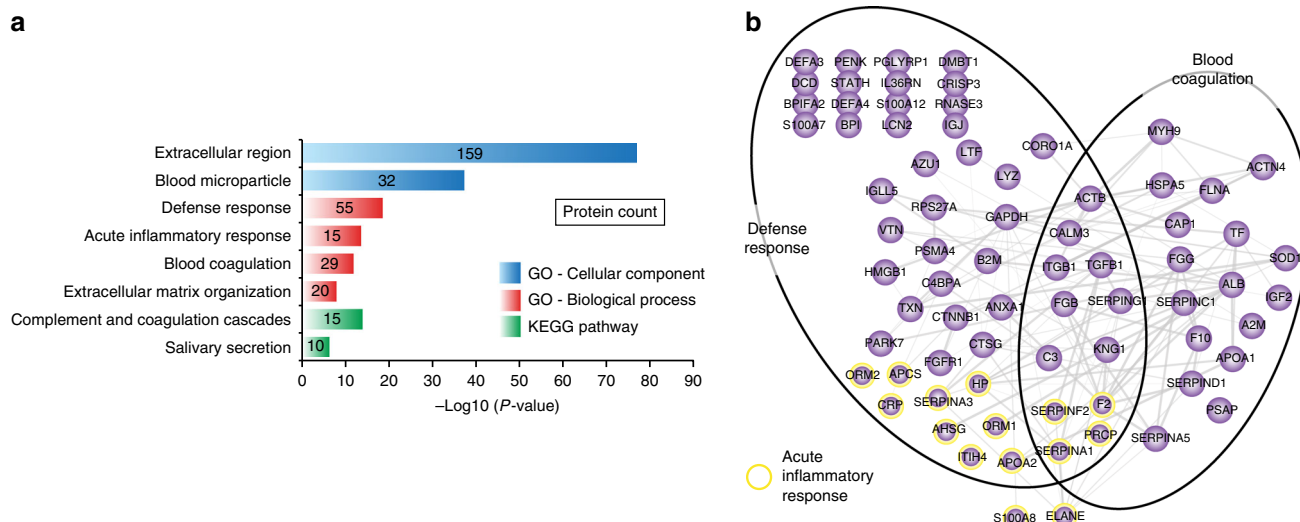 a
Extracellular region 159
Blood microparticle 32
Defense response 55
Acute inflammatory response 15
Blood coagulation 29
Extracellular matrix organization 20
Complement and coagulation cascades 15
Salivary secretion 10
0 10 20 30 40 50 60 70 80 90
–Log10 (P-value)
Protein count
GO - Cellular component
GO - Biological process
KEGG pathway
b
Defense
response
Blood
coagulation
DEFA3 PENK PGLYRP1 DMBT1
DCD STATH IL36RN CRISP3
BPIFA2 DEFA4 S100A12 RNASE3
S100A7 BPI LCN2 IGJ
MYH9
CORO1A
LTF
AZU1
ACTN4
LYZ
HSPA5
FLNA
IGLL5
ACTB
RPS27A
GAPDH
CAP1
VTN
CALM3
TF
PSMA4
B2M
FGG
SOD1
HMGB1
ITGB1
TGFB1
C4BPA
ALB
IGF2
TXN
ANXA1
FGB
SERPING1
SERPINC1
CTNNB1
A2M
PARK7
CTSG
KNG1
F10
FGFR1
C3
APOA1
ORM2
APCS
HP
SERPIND1
CRP
SERPINA3
SERPINF2
F2
PSAP
AHSG
ORM1
PRCP
SERPINA5
ITIH4
APOA2
SERPINA1
S100A8
ELANE
Acute
inflammatory
response